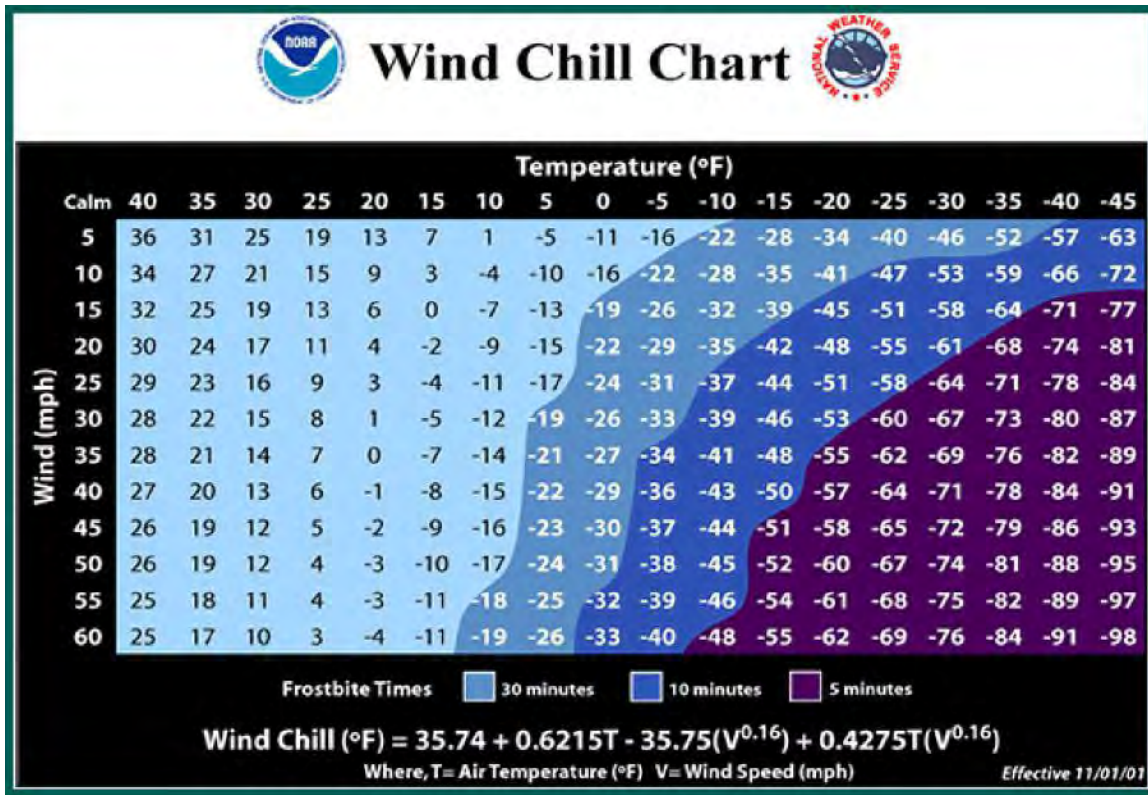 NOAA
Wind Chill Chart
NATIONAL WEATHER SERVICE
Temperature (°F)
Calm 40 35 30 25 20 15 10 5 0 -5 -10 -15 -20 -25 -30 -35 -40 -45
Wind (mph)
5 36 31 25 19 13 7 1 -5 -11 -16 -22 -28 -34 -40 -46 -52 -57 -63
10 34 27 21 15 9 3 -4 -10 -16 -22 -28 -35 -41 -47 -53 -59 -66 -72
15 32 25 19 13 6 0 -7 -13 -19 -26 -32 -39 -45 -51 -58 -64 -71 -77
20 30 24 17 11 4 -2 -9 -15 -22 -29 -35 -42 -48 -55 -61 -68 -74 -81
25 29 23 16 9 3 -4 -11 -17 -24 -31 -37 -44 -51 -58 -64 -71 -78 -84
30 28 22 15 8 1 -5 -12 -19 -26 -33 -39 -46 -53 -60 -67 -73 -80 -87
35 28 21 14 7 0 -7 -14 -21 -27 -34 -41 -48 -55 -62 -69 -76 -82 -89
40 27 20 13 6 -1 -8 -15 -22 -29 -36 -43 -50 -57 -64 -71 -78 -84 -91
45 26 19 12 5 -2 -9 -16 -23 -30 -37 -44 -51 -58 -65 -72 -79 -86 -93
50 26 19 12 4 -3 -10 -17 -24 -31 -38 -45 -52 -60 -67 -74 -81 -88 -95
55 25 18 11 4 -3 -11 -18 -25 -32 -39 -46 -54 -61 -68 -75 -82 -89 -97
60 25 17 10 3 -4 -11 -19 -26 -33 -40 -48 -55 -62 -69 -76 -84 -91 -98
Frostbite Times 30 minutes 10 minutes 5 minutes
Wind Chill (°F) = 35.74 + 0.6215T - 35.75(V^0.16) + 0.4275T(V^0.16)
Where, T= Air Temperature (°F) V= Wind Speed (mph)
Effective 11/01/01